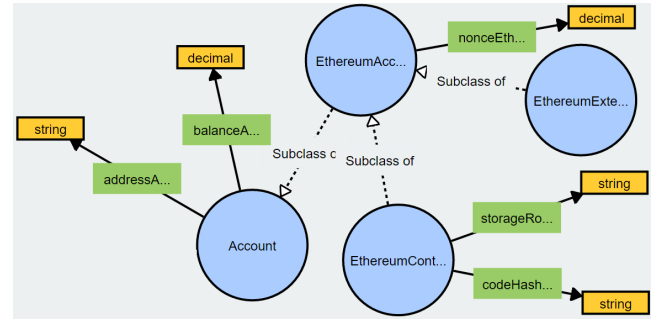 decimal
nonceEth...
EthereumAcc...
decimal
Subclass of
EthereumExte...
string
balanceA...
Subclass c
Subclass of
addressA...
string
storageRo...
Account
EthereumCont...
codeHash...
string